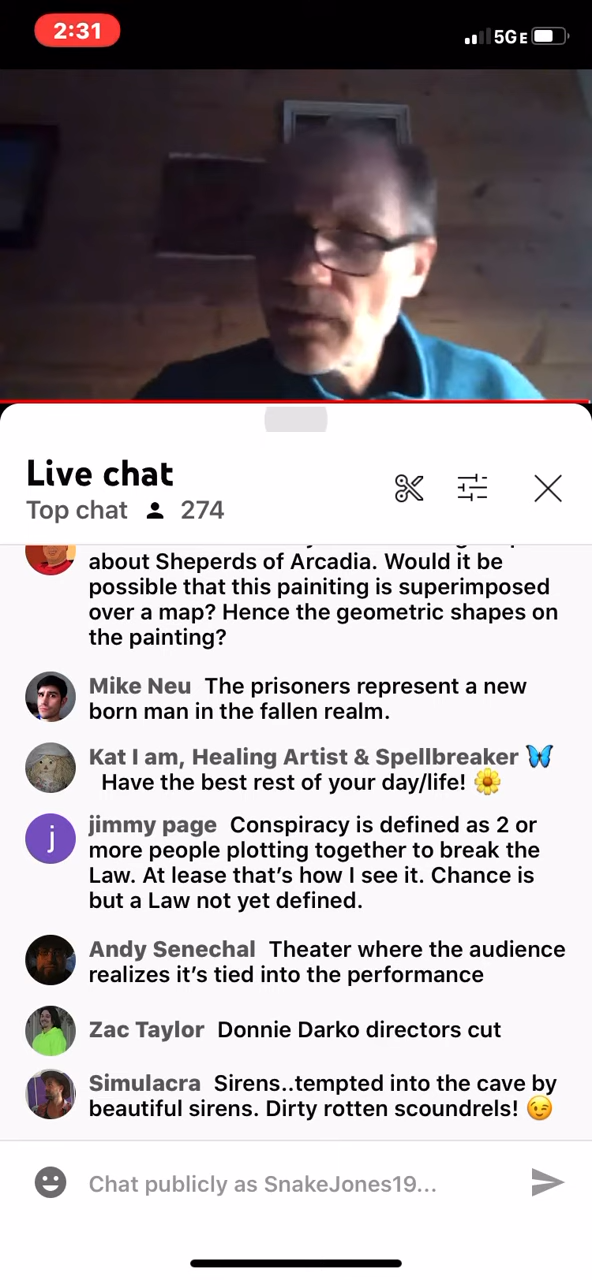 2:31
5GE
Live chat
Top chat 274
about Sheperds of Arcadia. Would it be
possible that this painiting is superimposed
over a map? Hence the geometric shapes on
the painting?
Mike Neu The prisoners represent a new
born man in the fallen realm.
Kat I am, Healing Artist & Spellbreaker 🦋
Have the best rest of your day/life! 🌼
j
jimmy page Conspiracy is defined as 2 or
more people plotting together to break the
Law. At lease that's how I see it. Chance is
but a Law not yet defined.
Andy Senechal Theater where the audience
realizes it's tied into the performance
Zac Taylor Donnie Darko directors cut
Simulacra Sirens..tempted into the cave by
beautiful sirens. Dirty rotten scoundrels! 😉
Chat publicly as SnakeJones19...